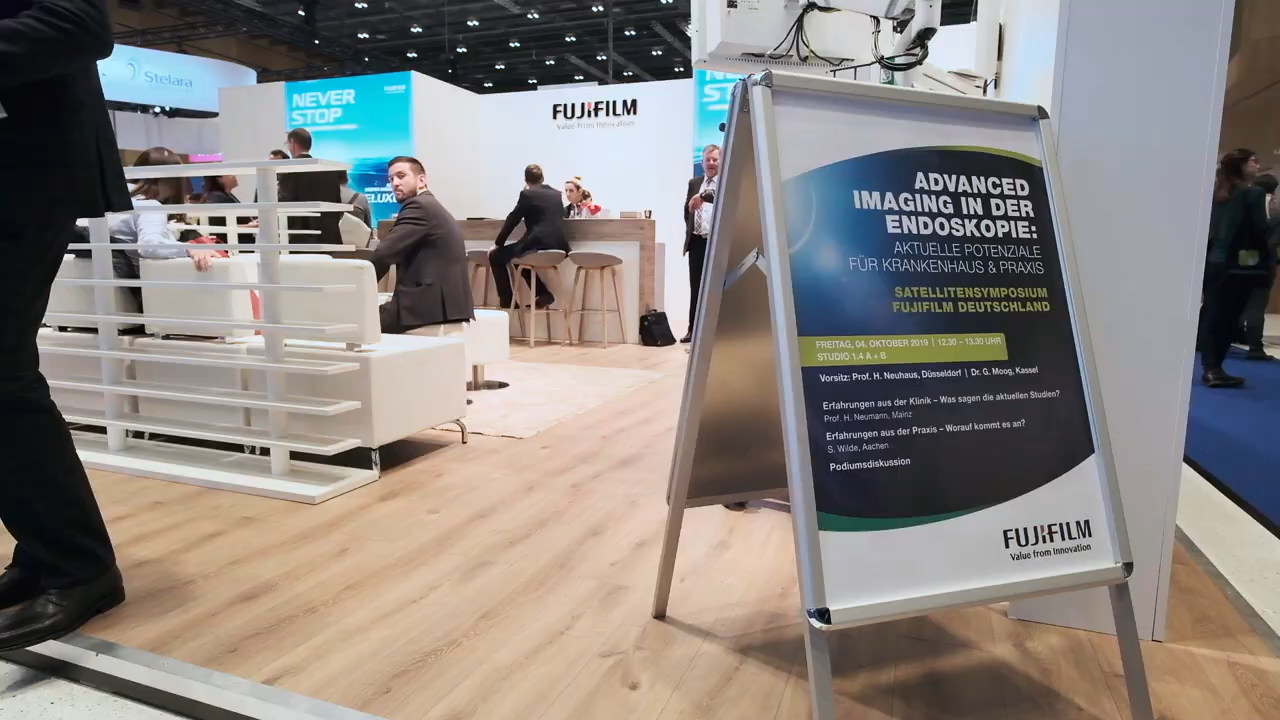 Stelara
NEVER
STOP
FUJIFILM
Value from Innovation
ADVANCED
IMAGING IN DER
ENDOSKOPIE:
AKTUELLE POTENZIALE
FÜR KRANKENHAUS & PRAXIS
SATELLITENSYMPOSIUM
FUJIFILM DEUTSCHLAND
FREITAG, 04. OKTOBER 2019 | 12.30 – 13.30 UHR
STUDIO 1.4 A + B
Vorsitz: Prof. H. Neuhaus, Düsseldorf | Dr. G. Moog, Kassel
Erfahrungen aus der Klinik – Was sagen die aktuellen Studien?
Prof. H. Neumann, Mainz
Erfahrungen aus der Praxis – Worauf kommt es an?
S. Wilde, Aachen
Podiumsdiskussion
FUJIFILM
Value from Innovation